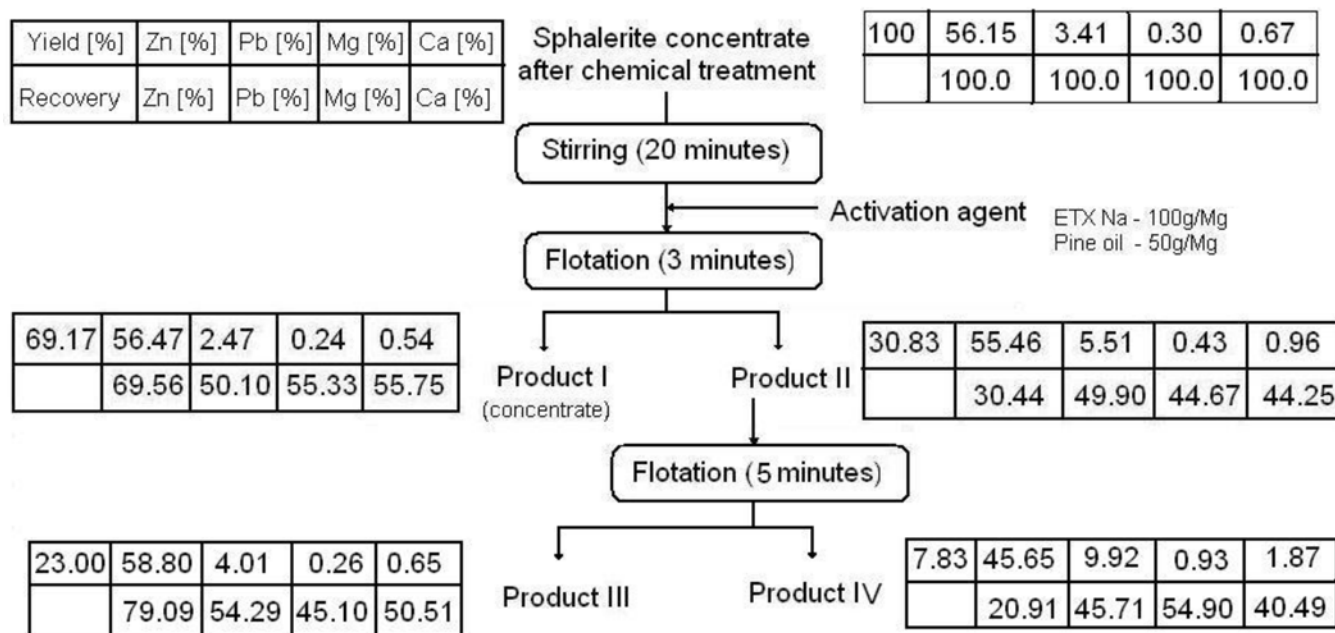 Yield [%] Zn [%] Pb [%] Mg [%] Ca [%]
Recovery Zn [%] Pb [%] Mg [%] Ca [%]
Sphalerite concentrate
after chemical treatment
100 56.15 3.41 0.30 0.67
100.0 100.0 100.0 100.0
Stirring (20 minutes)
Activation agent
ETX Na - 100g/Mg
Pine oil - 50g/Mg
Flotation (3 minutes)
69.17 56.47 2.47 0.24 0.54
69.56 50.10 55.33 55.75
Product I
(concentrate)
Product II
30.83 55.46 5.51 0.43 0.96
30.44 49.90 44.67 44.25
Flotation (5 minutes)
23.00 58.80 4.01 0.26 0.65
79.09 54.29 45.10 50.51
Product III
Product IV
7.83 45.65 9.92 0.93 1.87
20.91 45.71 54.90 40.49